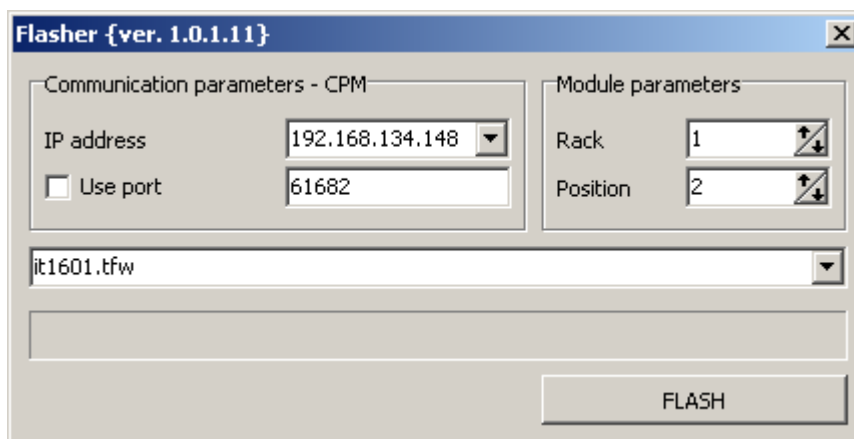 Flasher {ver. 1.0.1.11}
Communication parameters - CPM
IP address 192.168.134.148
Use port 61682
Module parameters
Rack 1
Position 2
it1601.tfw
FLASH